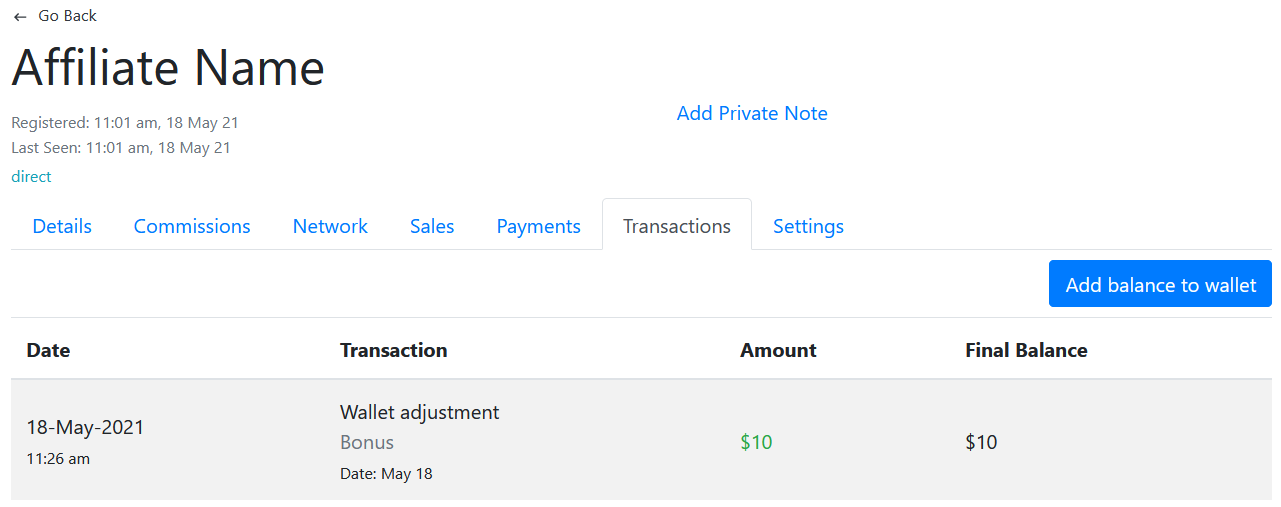 ← Go Back
Affiliate Name
Registered: 11:01 am, 18 May 21
Last Seen: 11:01 am, 18 May 21
direct
Add Private Note
Details Commissions Network Sales Payments Transactions Settings
Add balance to wallet
Date Transaction Amount Final Balance
18-May-2021
11:26 am
Wallet adjustment
Bonus
Date: May 18
$10
$10